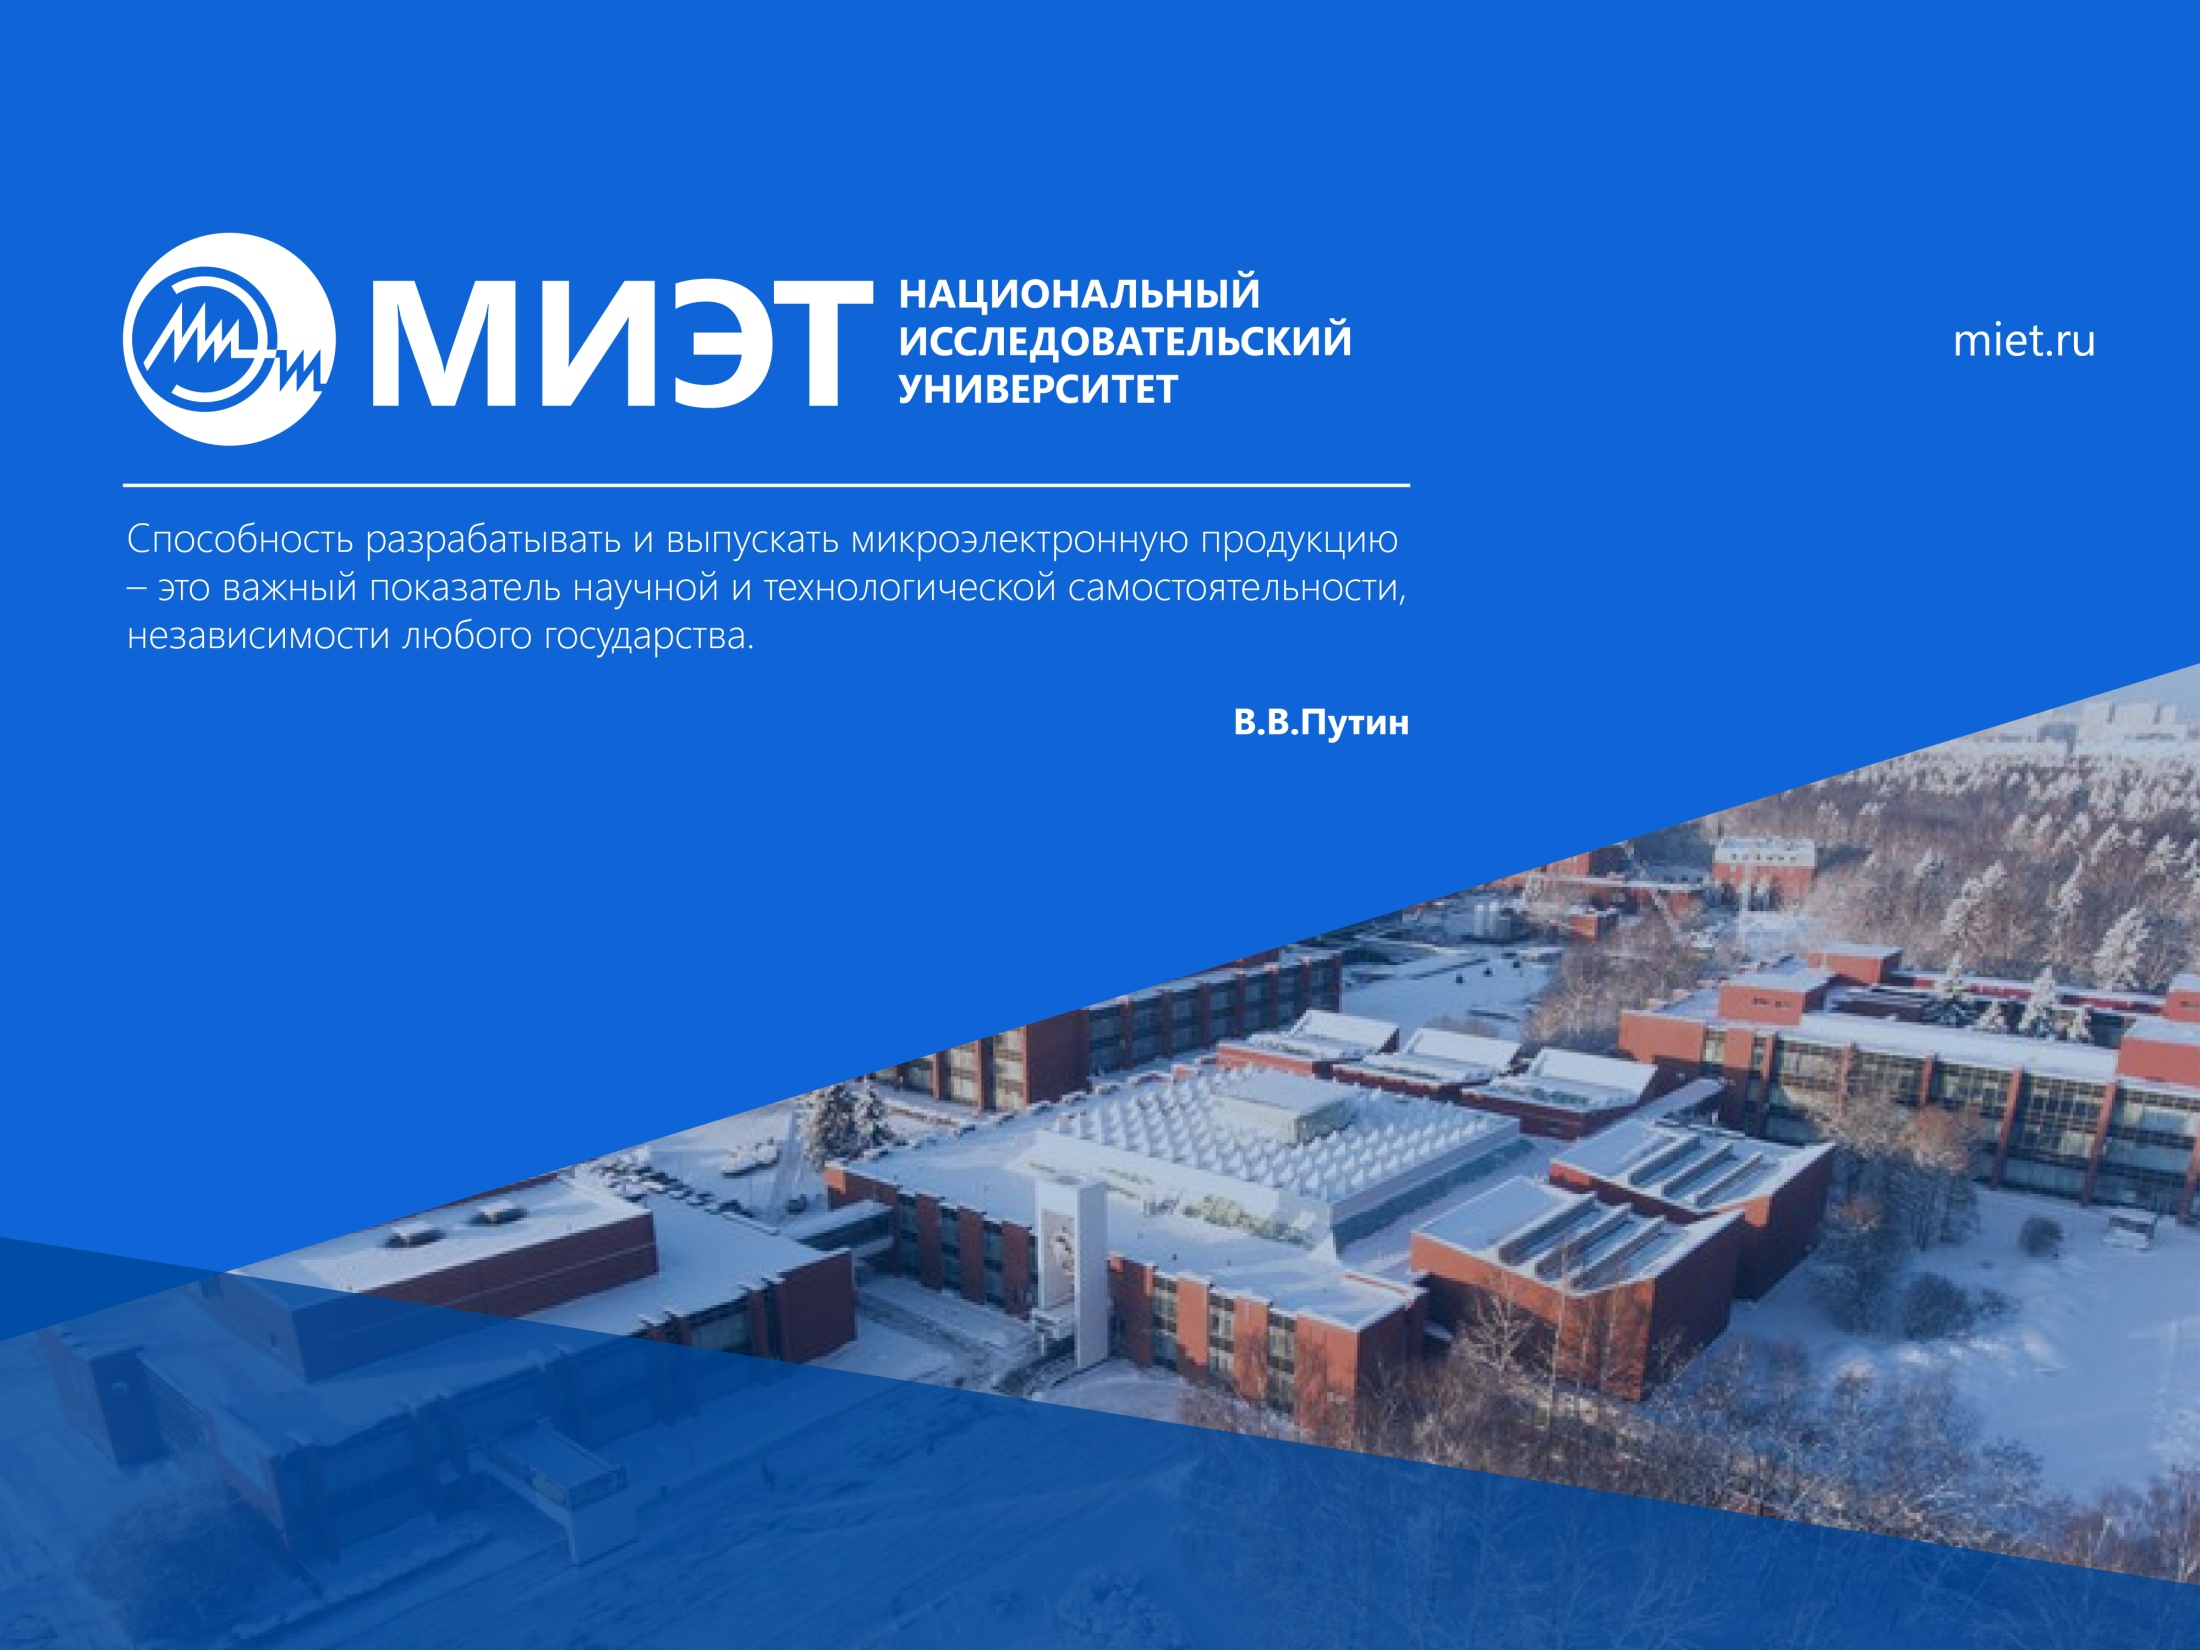 МИЭТ
НАЦИОНАЛЬНЫЙ
ИССЛЕДОВАТЕЛЬСКИЙ
УНИВЕРСИТЕТ
miet.ru
Способность разрабатывать и выпускать микроэлектронную продукцию
– это важный показатель научной и технологической самостоятельности,
независимости любого государства.
В.В.Путин